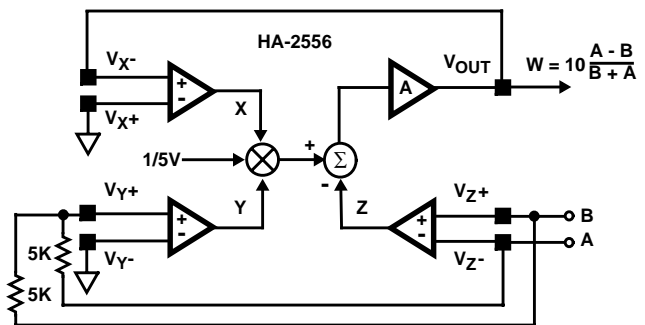 HA-2556
V_X-
V_X+
+
-
X
V_OUT
A
W = 10 (A - B)/(B + A)
1/5V
+
Σ
-
V_Y+
V_Y-
+
-
Y
Z
V_Z+
V_Z-
+
-
B
A
5K
5K